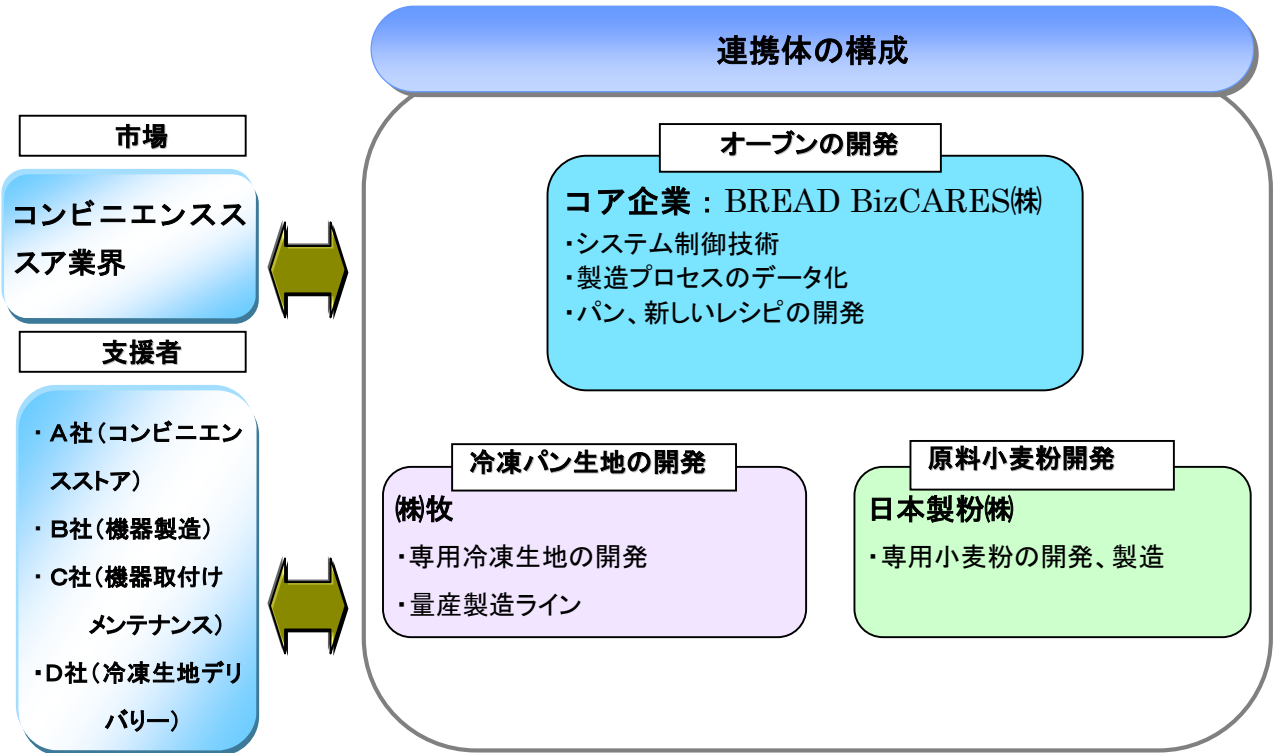 連携体の構成
市場
コンビニエンスス
スア業界
支援者
・A社（コンビニエン
スストア）
・B社（機器製造）
・C社（機器取付け
メンテナンス）
・D社（冷凍生地デリ
バリー）
オーブンの開発
コア企業：BREAD BizCARES㈱
・システム制御技術
・製造プロセスのデータ化
・パン、新しいレシピの開発
冷凍パン生地の開発
㈱牧
・専用冷凍生地の開発
・量産製造ライン
原料小麦粉開発
日本製粉㈱
・専用小麦粉の開発、製造